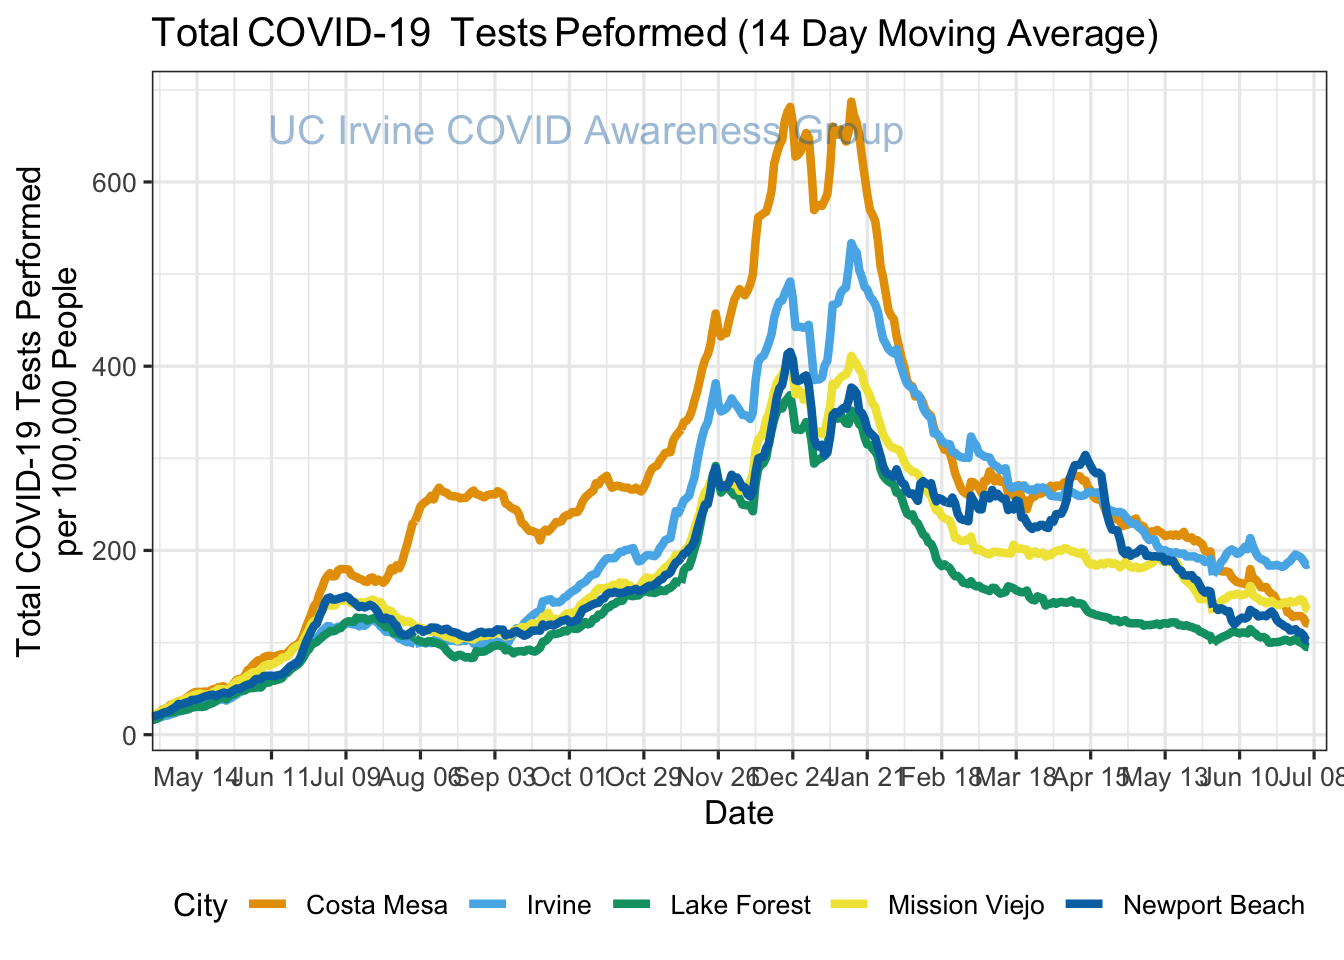 Total COVID-19  Tests Peformed (14 Day Moving Average)
UC Irvine COVID Awareness Group
Total COVID-19 Tests Performed
per 100,000 People
600
400
200
0
May 14 Jun 11 Jul 09 Aug 06 Sep 03 Oct 01 Oct 29 Nov 26 Dec 24 Jan 21 Feb 18 Mar 18 Apr 15 May 13 Jun 10 Jul 08
Date
City Costa Mesa Irvine Lake Forest Mission Viejo Newport Beach